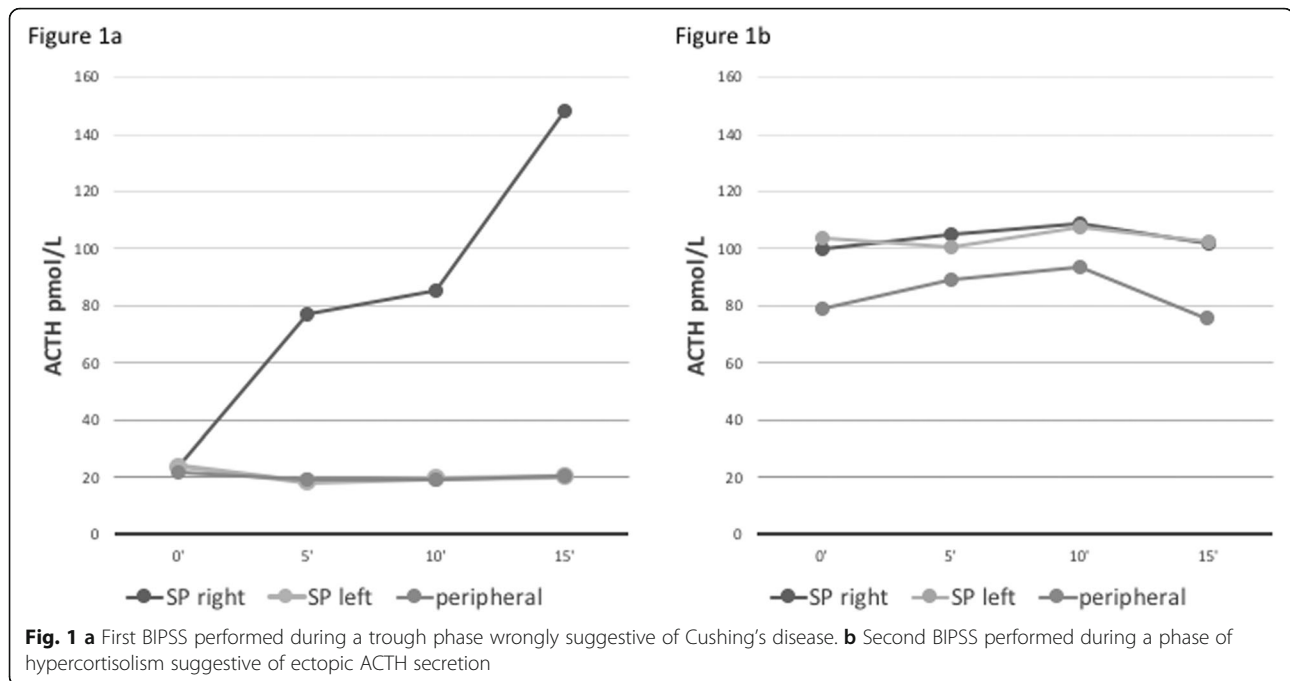 Figure 1a
Figure 1b
160
140
120
100
80
60
40
20
0
ACTH pmol/L
0' 5' 10' 15'
SP right SP left peripheral
160
140
120
100
80
60
40
20
0
ACTH pmol/L
0' 5' 10' 15'
SP right SP left peripheral
Fig. 1 a First BIPSS performed during a trough phase wrongly suggestive of Cushing's disease. b Second BIPSS performed during a phase of
hypercortisolism suggestive of ectopic ACTH secretion